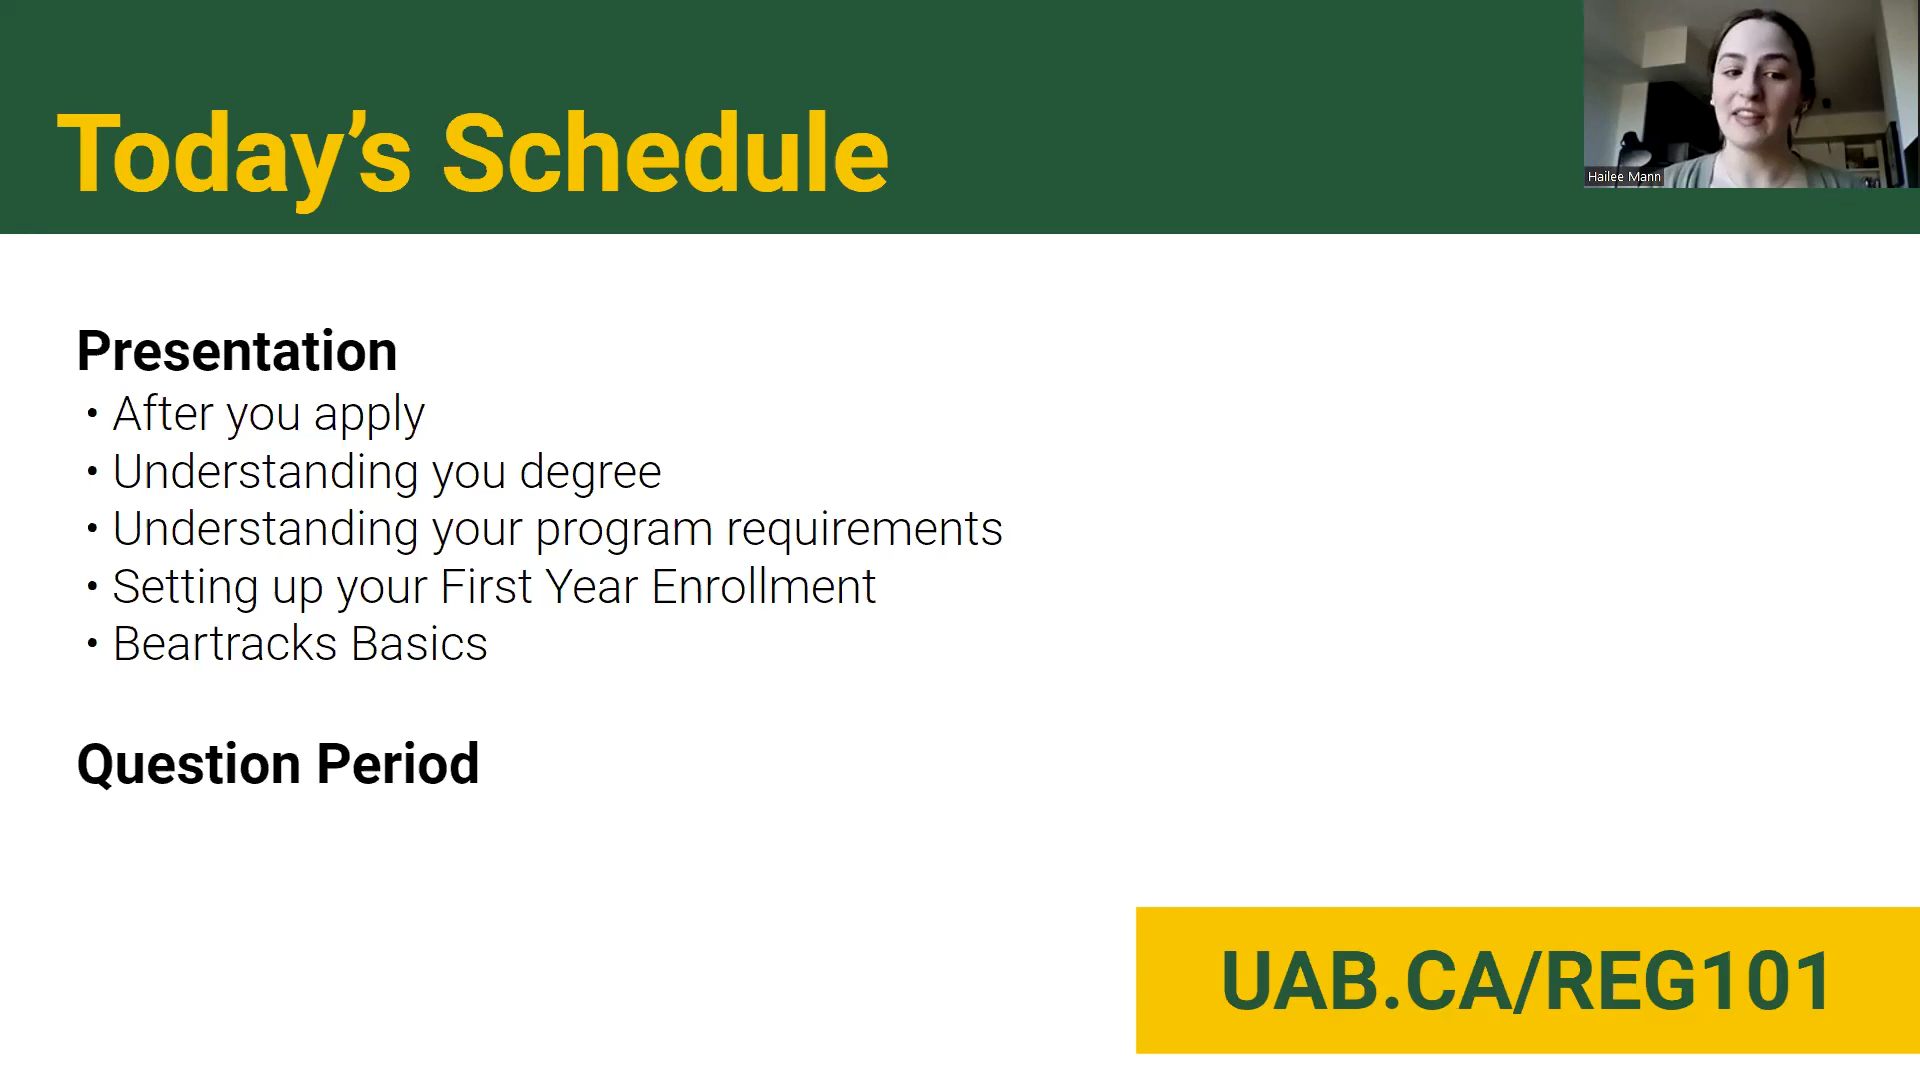 Today’s Schedule
Hailee Mann
Presentation
• After you apply
• Understanding you degree
• Understanding your program requirements
• Setting up your First Year Enrollment
• Beartracks Basics
Question Period
UAB.CA/REG101